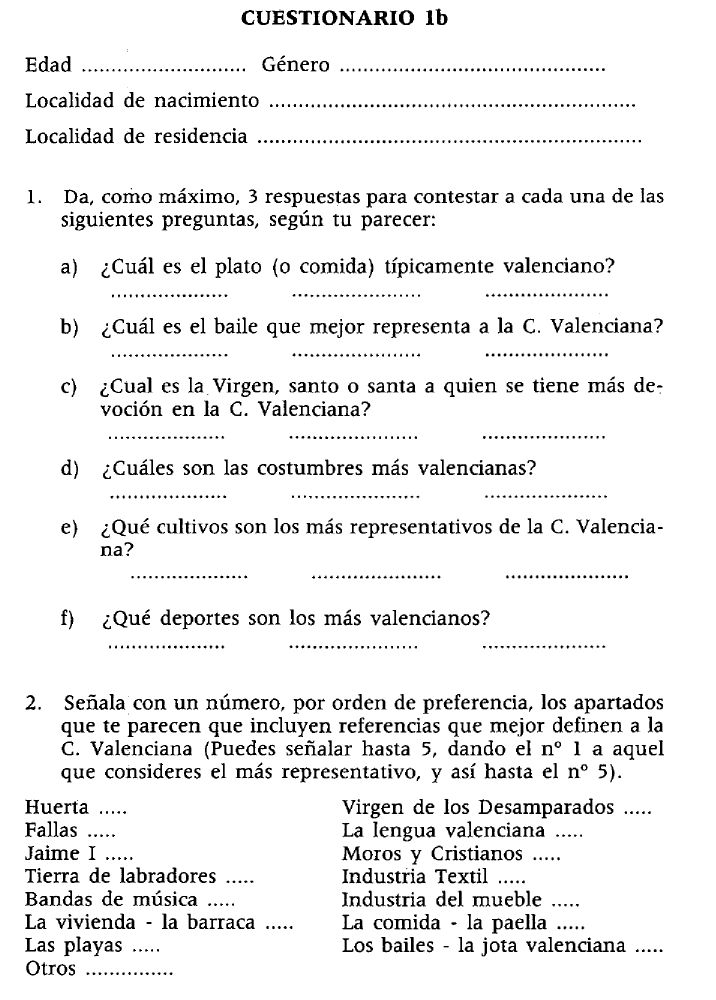 CUESTIONARIO 1b
Edad ............................ Género .............................................
Localidad de nacimiento ..............................................................
Localidad de residencia .................................................................
1. Da, como máximo, 3 respuestas para contestar a cada una de las
siguientes preguntas, según tu parecer:
a) ¿Cuál es el plato (o comida) típicamente valenciano?
.................... ...................... .....................
b) ¿Cuál es el baile que mejor representa a la C. Valenciana?
.................... ...................... .....................
c) ¿Cual es la Virgen, santo o santa a quien se tiene más de-
voción en la C. Valenciana?
.................... ...................... .....................
d) ¿Cuáles son las costumbres más valencianas?
.................... ...................... .....................
e) ¿Qué cultivos son los más representativos de la C. Valencia-
na?
.................... ...................... .....................
f) ¿Qué deportes son los más valencianos?
.................... ...................... .....................
2. Señala con un número, por orden de preferencia, los apartados
que te parecen que incluyen referencias que mejor definen a la
C. Valenciana (Puedes señalar hasta 5, dando el nº 1 a aquel
que consideres el más representativo, y así hasta el nº 5).
Huerta .....
Fallas .....
Jaime I .....
Tierra de labradores .....
Bandas de música .....
La vivienda - la barraca .....
Las playas .....
Otros ...............
Virgen de los Desamparados .....
La lengua valenciana .....
Moros y Cristianos .....
Industria Textil .....
Industria del mueble .....
La comida - la paella .....
Los bailes - la jota valenciana .....